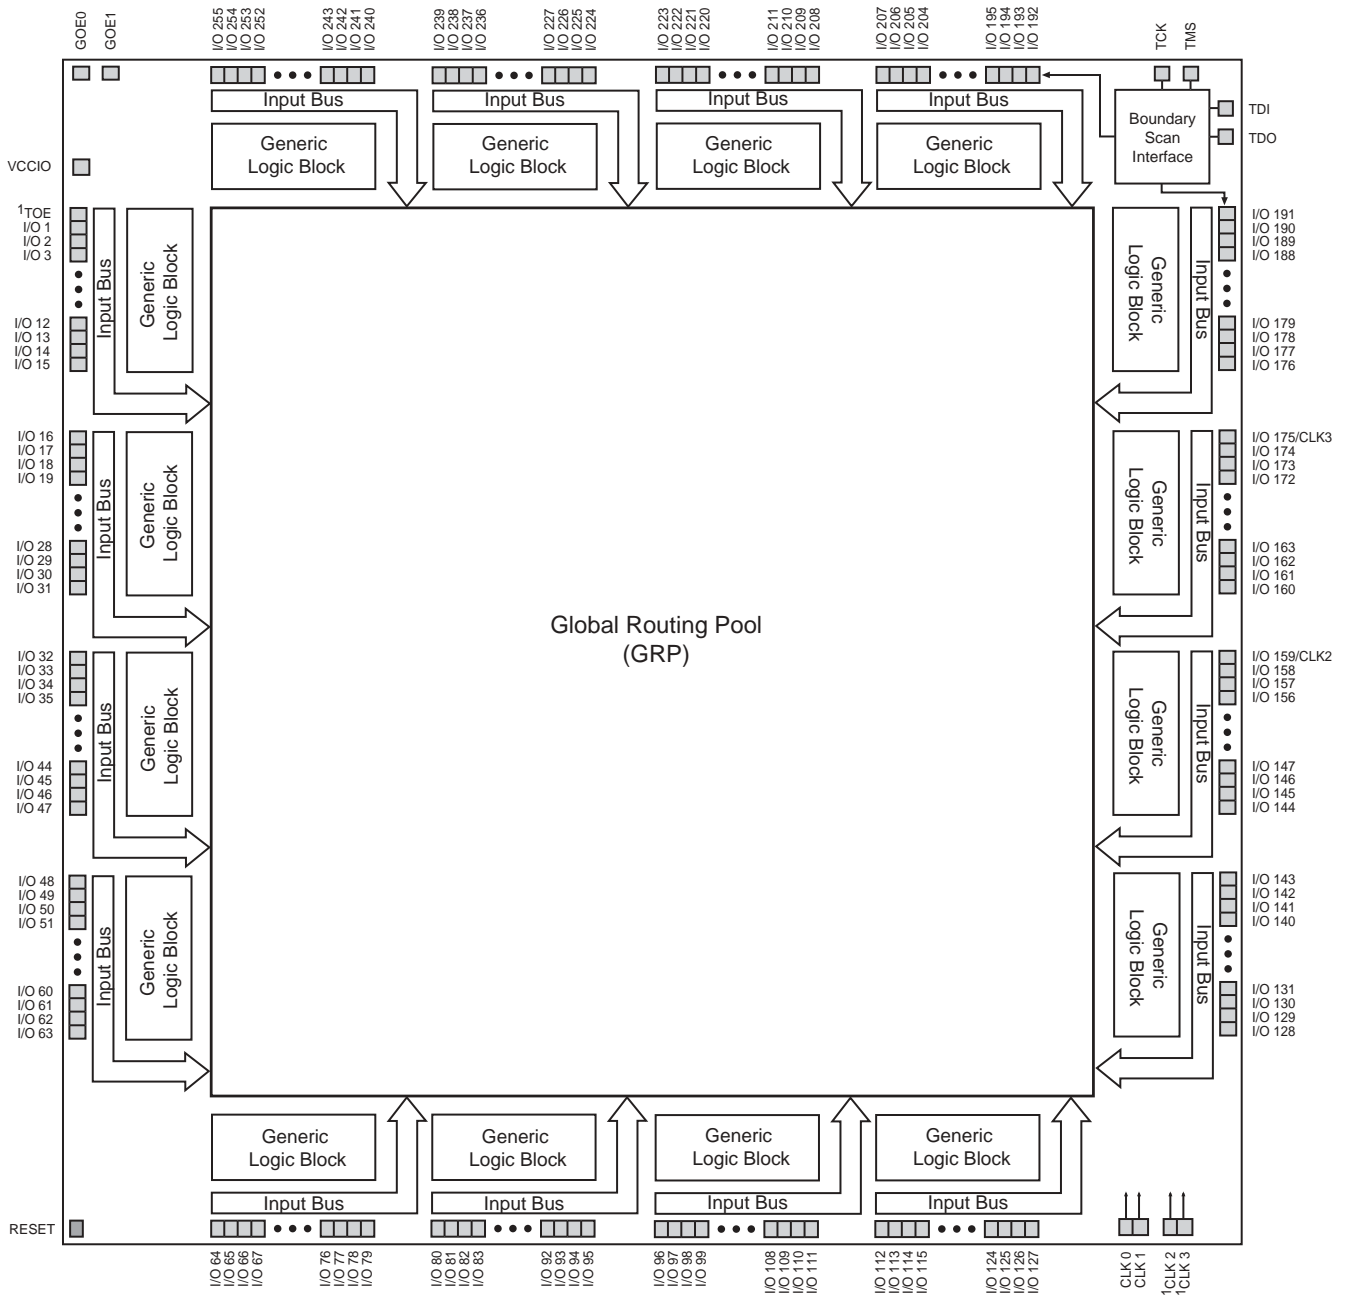 GOE0
GOE1
I/O 255
I/O 254
I/O 253
I/O 252
I/O 243
I/O 242
I/O 241
I/O 240
I/O 239
I/O 238
I/O 237
I/O 236
I/O 227
I/O 226
I/O 225
I/O 224
I/O 223
I/O 222
I/O 221
I/O 220
I/O 211
I/O 210
I/O 209
I/O 208
I/O 207
I/O 206
I/O 205
I/O 204
I/O 195
I/O 194
I/O 193
I/O 192
TCK
TMS
Input Bus
Input Bus
Input Bus
Input Bus
Generic
Logic Block
Generic
Logic Block
Generic
Logic Block
Generic
Logic Block
Boundary
Scan
Interface
TDI
TDO
VCCIO
1TOE
I/O 1
I/O 2
I/O 3
I/O 12
I/O 13
I/O 14
I/O 15
Input Bus
Generic
Logic Block
I/O 16
I/O 17
I/O 18
I/O 19
I/O 28
I/O 29
I/O 30
I/O 31
Input Bus
Generic
Logic Block
I/O 32
I/O 33
I/O 34
I/O 35
I/O 44
I/O 45
I/O 46
I/O 47
Input Bus
Generic
Logic Block
I/O 48
I/O 49
I/O 50
I/O 51
I/O 60
I/O 61
I/O 62
I/O 63
Input Bus
Generic
Logic Block
Global Routing Pool
(GRP)
Generic
Logic Block
Input Bus
I/O 191
I/O 190
I/O 189
I/O 188
I/O 179
I/O 178
I/O 177
I/O 176
Generic
Logic Block
Input Bus
I/O 175/CLK3
I/O 174
I/O 173
I/O 172
I/O 163
I/O 162
I/O 161
I/O 160
Generic
Logic Block
Input Bus
I/O 159/CLK2
I/O 158
I/O 157
I/O 156
I/O 147
I/O 146
I/O 145
I/O 144
Generic
Logic Block
Input Bus
I/O 143
I/O 142
I/O 141
I/O 140
I/O 131
I/O 130
I/O 129
I/O 128
Generic
Logic Block
Generic
Logic Block
Generic
Logic Block
Generic
Logic Block
Input Bus
Input Bus
Input Bus
Input Bus
RESET
I/O 64
I/O 65
I/O 66
I/O 67
I/O 76
I/O 77
I/O 78
I/O 79
I/O 80
I/O 81
I/O 82
I/O 83
I/O 92
I/O 93
I/O 94
I/O 95
I/O 96
I/O 97
I/O 98
I/O 99
I/O 108
I/O 109
I/O 110
I/O 111
I/O 112
I/O 113
I/O 114
I/O 115
I/O 124
I/O 125
I/O 126
I/O 127
CLK 0
CLK 1
1CLK 2
1CLK 3